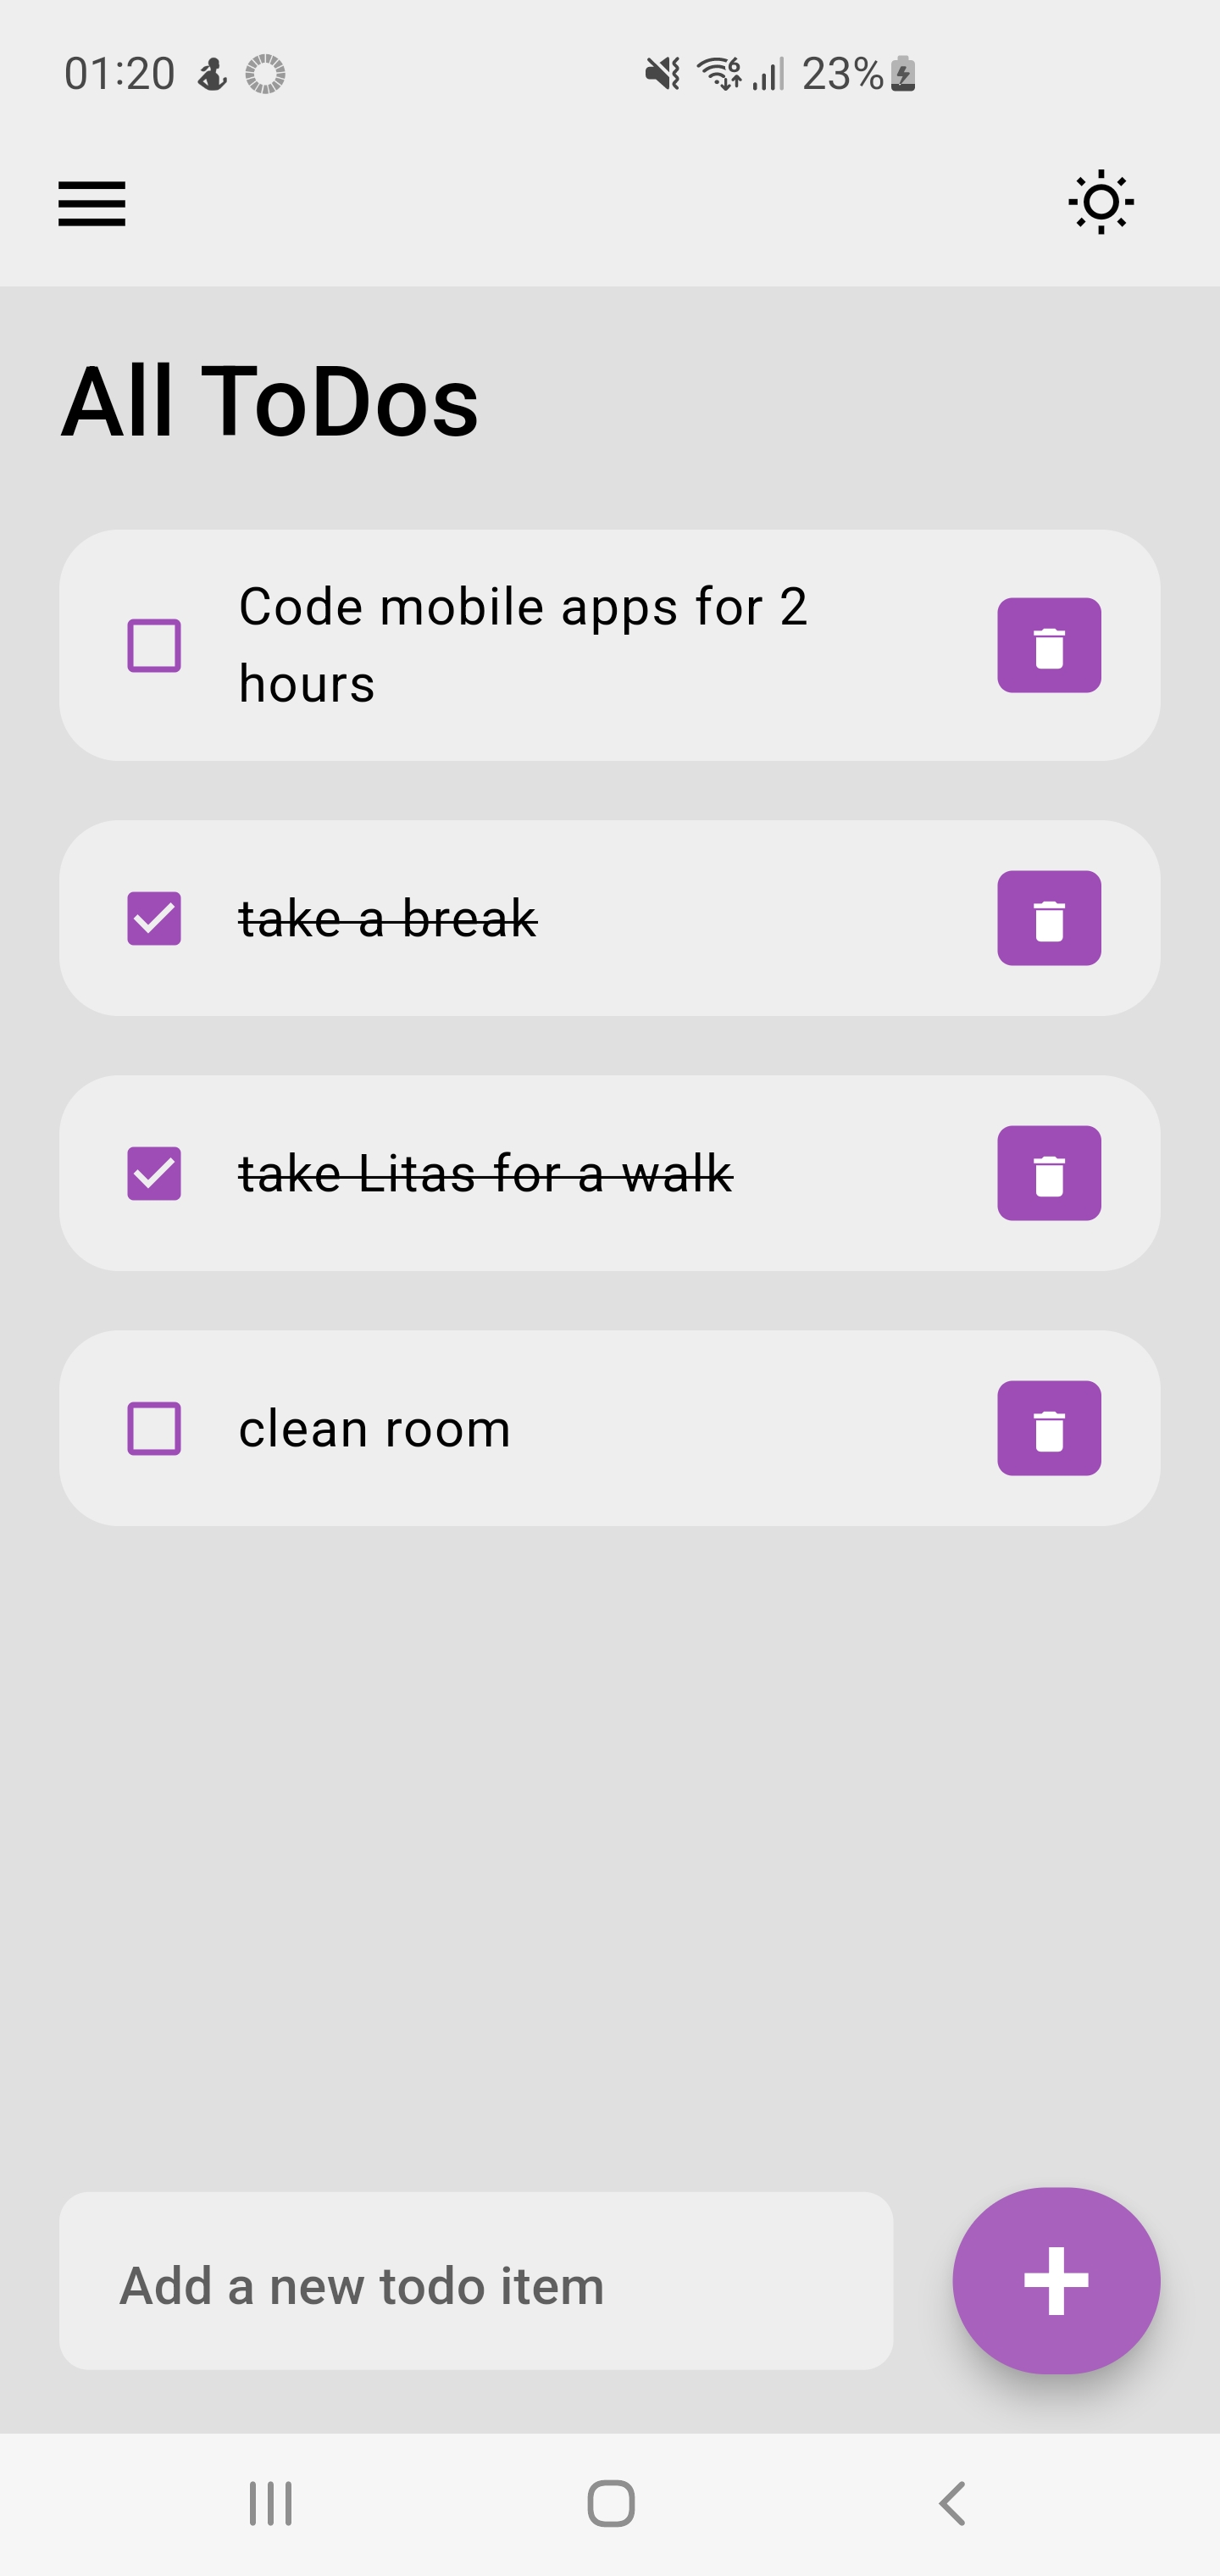 01:20 23%
All ToDos
Code mobile apps for 2
hours
take a break
take Litas for a walk
clean room
Add a new todo item